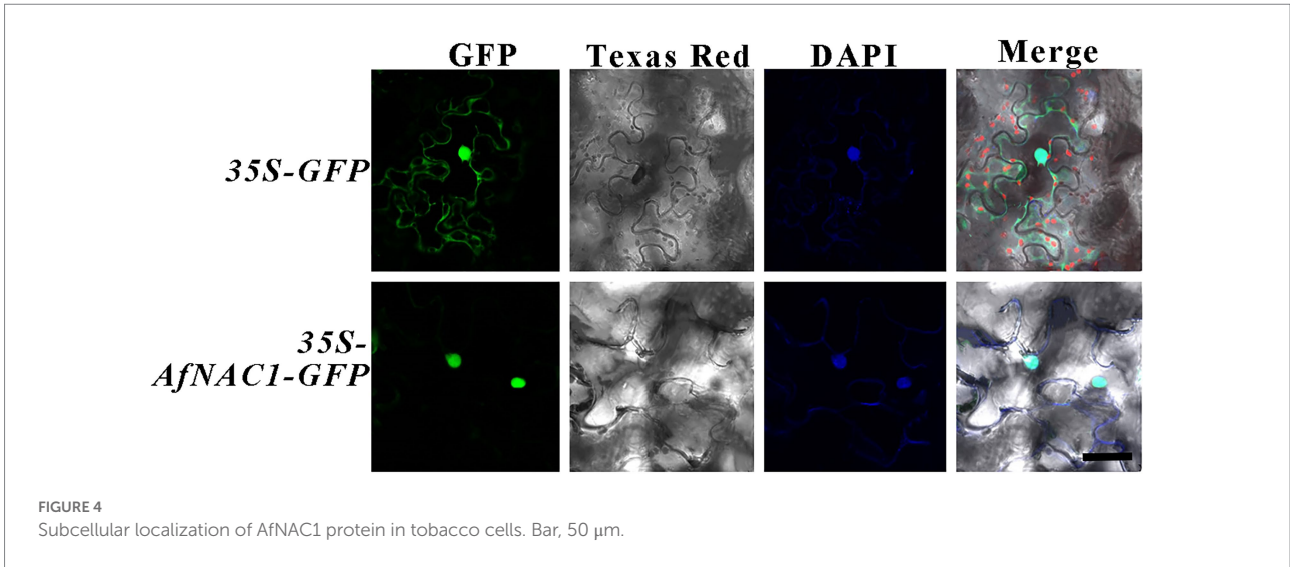 GFP Texas Red DAPI Merge
35S-GFP
35S-
AfNAC1-GFP
FIGURE 4
Subcellular localization of AfNAC1 protein in tobacco cells. Bar, 50 μm.